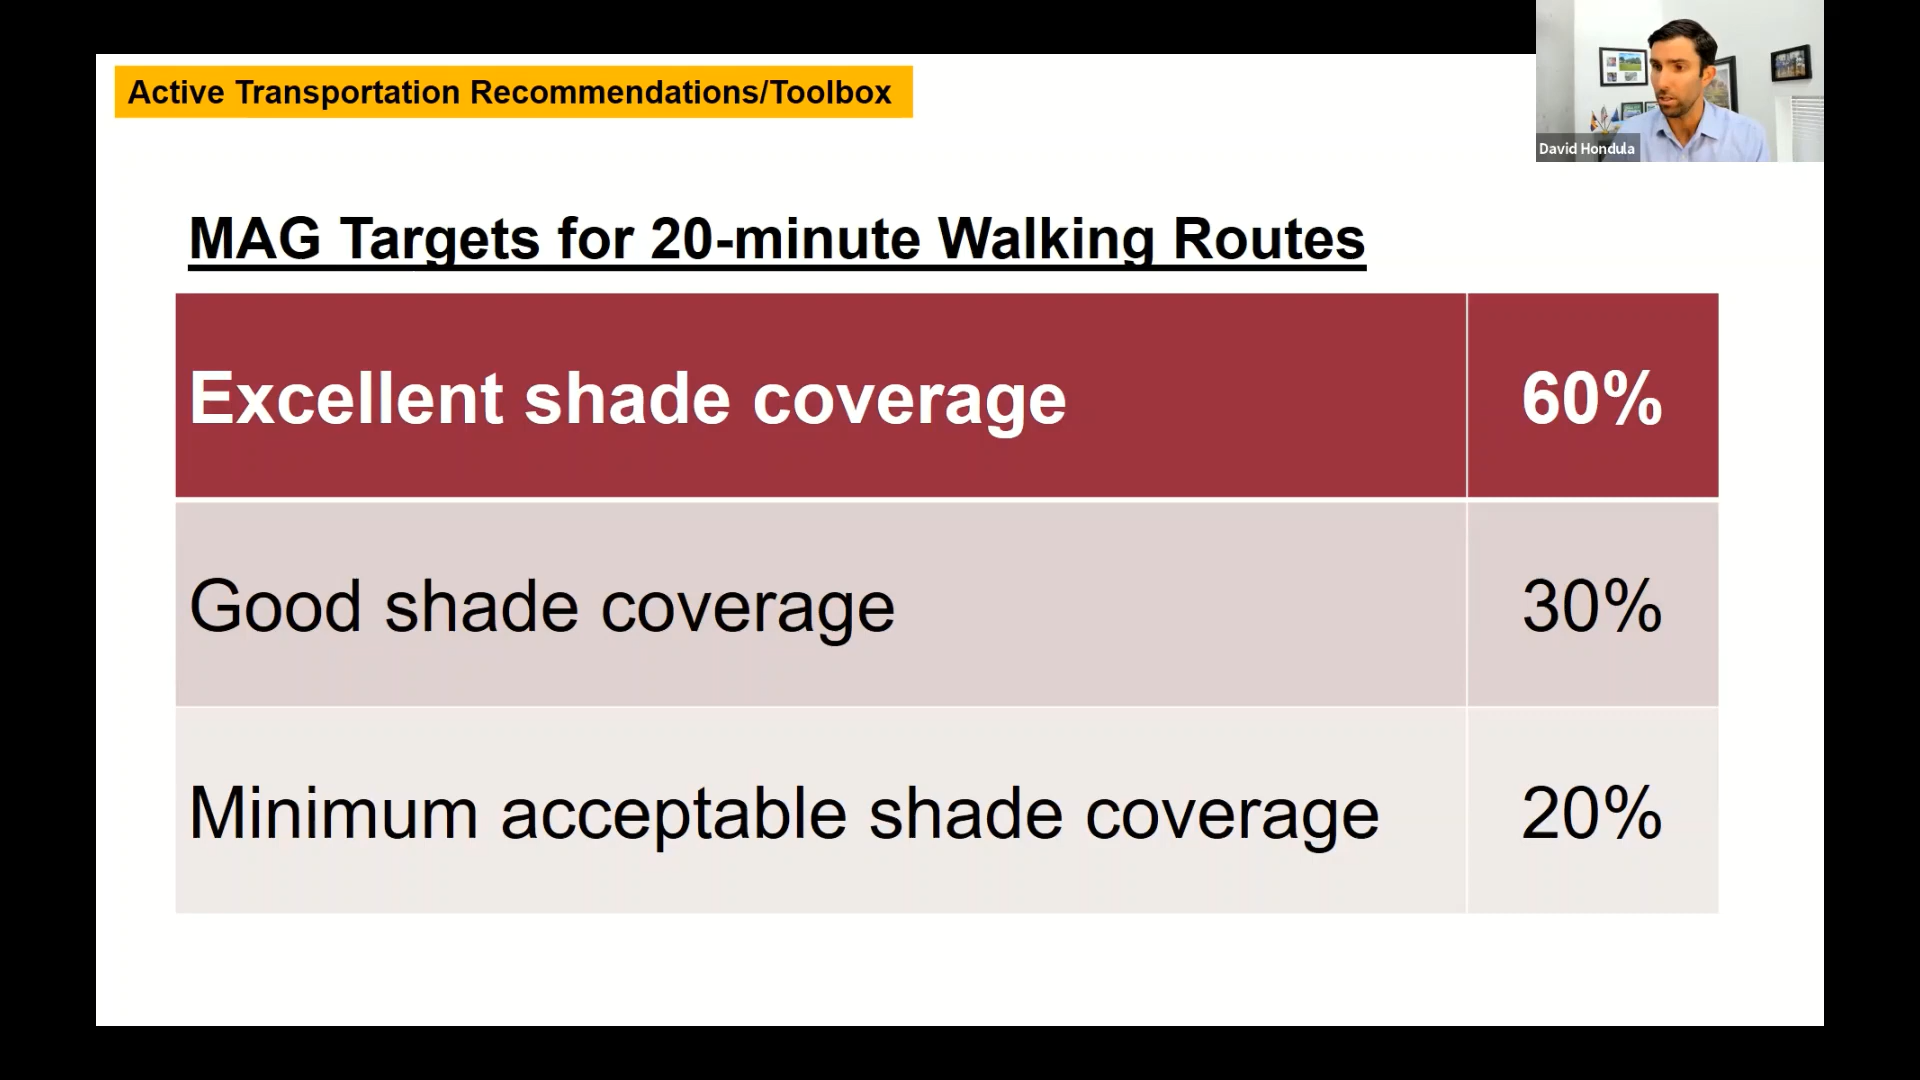 Active Transportation Recommendations/Toolbox
David Hondula
MAG Targets for 20-minute Walking Routes
Excellent shade coverage 60%
Good shade coverage 30%
Minimum acceptable shade coverage 20%